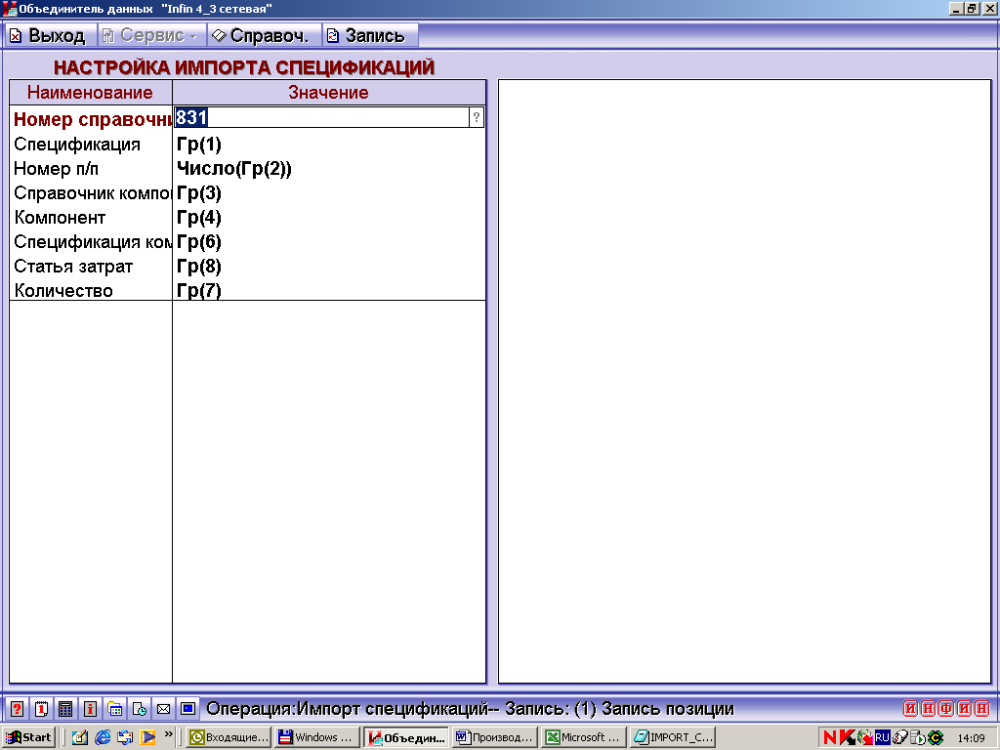 Объединитель данных "Infin 4_3 сетевая"
Выход Сервис Справоч. Запись
НАСТРОЙКА ИМПОРТА СПЕЦИФИКАЦИЙ
Наименование Значение
Номер справочни 831 ?
Спецификация Гр(1)
Номер п/п Число(Гр(2))
Справочник компо Гр(3)
Компонент Гр(4)
Спецификация ком Гр(6)
Статья затрат Гр(8)
Количество Гр(7)
Операция:Импорт спецификаций-- Запись: (1) Запись позиции ИНФИН
Start » Входящие... Windows ... Объедин... Производ... Microsoft ... IMPORT_C... RU 14:09